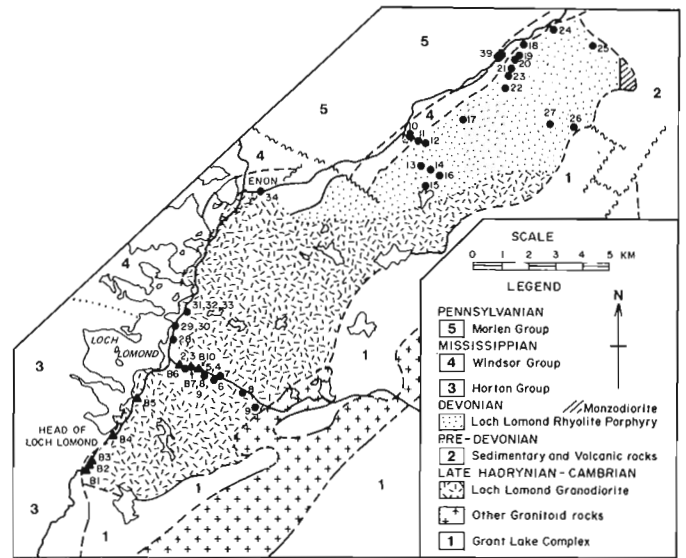 5
24
18
39
19
25
20
21
23
22
2
5
4
17
10
11
12
27
26
4
13
14
16
15
1
ENON
34
4
31, 32, 33
29, 30
28
LOCH
LOMOND
3
2, 3
B10
5, 4
7
B6
B7, 8,
9
6
8
9
1
B5
HEAD OF
LOCH LOMOND
B4
B3
B2
B1
3
1
1
1
SCALE
0 1 2 3 4 5 KM
LEGEND
N
PENNSYLVANIAN
5 Morien Group
MISSISSIPPIAN
4 Windsor Group
3 Horton Group
DEVONIAN
Monzodiorite
Loch Lomond Rhyolite Porphyry
PRE-DEVONIAN
2 Sedimentary and Volcanic rocks
LATE HADRYNIAN-CAMBRIAN
Loch Lomond Granodiorite
Other Granitoid rocks
1 Grant Lake Complex